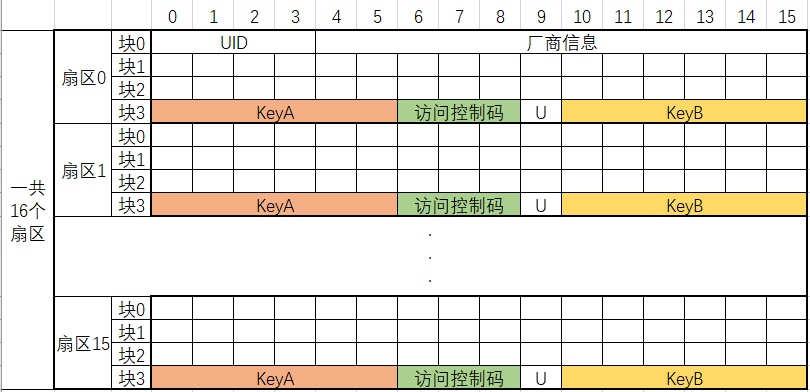 0 1 2 3 4 5 6 7 8 9 10 11 12 13 14 15
一共
16个
扇区
扇区0
块0 UID 厂商信息
块1
块2
块3 KeyA 访问控制码 U KeyB
扇区1
块0
块1
块2
块3 KeyA 访问控制码 U KeyB
扇区15
块0
块1
块2
块3 KeyA 访问控制码 U KeyB